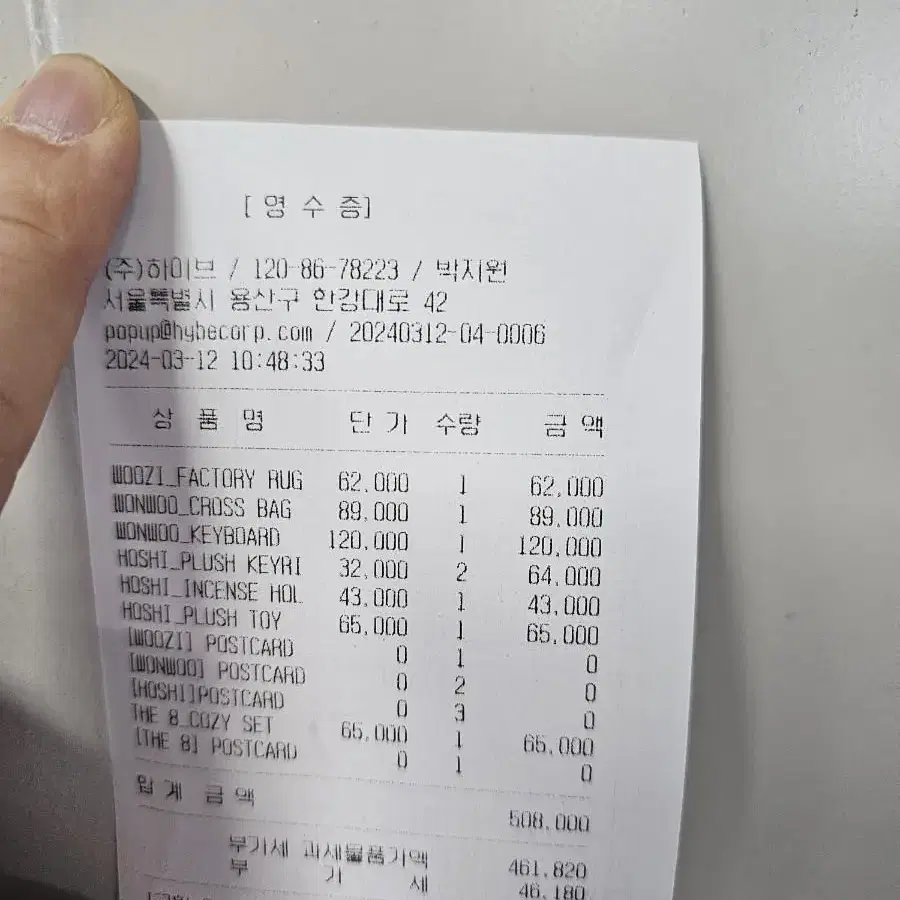 [ 영 수 증]
(주)하이브 / 120-86-78223 / 박지원
서울특별시 용산구 한강대로 42
popup@hybecorp.com / 20240312-04-0006
2024-03-12 10:48:33
상 품 명 단 가 수량 금 액
WOOZI_FACTORY RUG 62,000 1 62,000
WONWOO_CROSS BAG 89,000 1 89,000
WONWOO_KEYBOARD 120,000 1 120,000
HOSHI_PLUSH KEYRI 32,000 2 64,000
HOSHI_INCENSE HOL 43,000 1 43,000
HOSHI_PLUSH TOY 65,000 1 65,000
[WOOZI] POSTCARD 0 1 0
[WONWOO] POSTCARD 0 2 0
[HOSHI]POSTCARD 0 3 0
THE 8_COZY SET 65,000 1 65,000
[THE 8] POSTCARD 0 1 0
합 계 금 액 508,000
부가세 과세물품가액 461,820
부 가 세 46,180